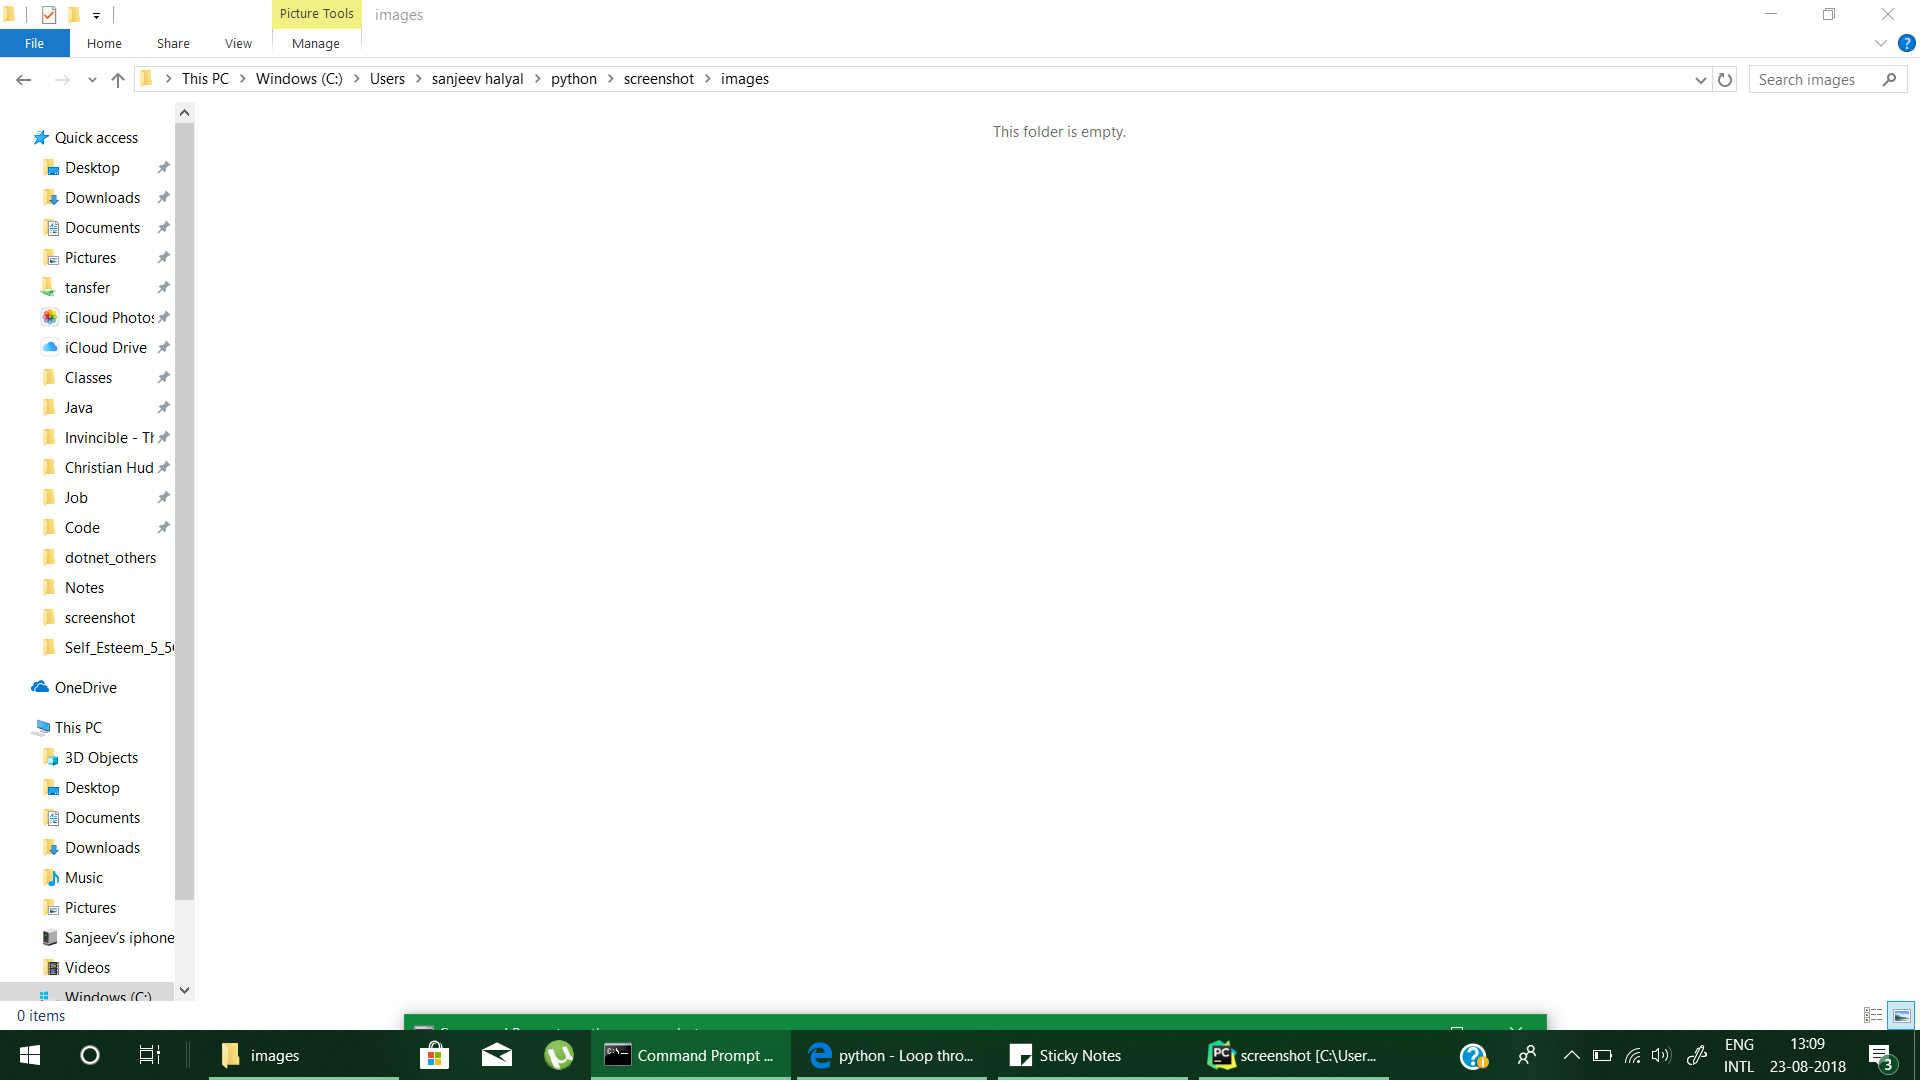 Picture Tools
images
File
Home
Share
View
Manage
This PC
Windows (C:)
Users
sanjeev halyal
python
screenshot
images
Search images
This folder is empty.
Quick access
Desktop
Downloads
Documents
Pictures
tansfer
iCloud Photos
iCloud Drive
Classes
Java
Invincible - Th
Christian Hud
Job
Code
dotnet_others
Notes
screenshot
Self_Esteem_5_5
OneDrive
This PC
3D Objects
Desktop
Documents
Downloads
Music
Pictures
Sanjeev's iphone
Videos
Windows (C:)
0 items
images
Command Prompt ...
python - Loop thro...
Sticky Notes
screenshot [C:\User...
ENG
INTL
13:09
23-08-2018
3